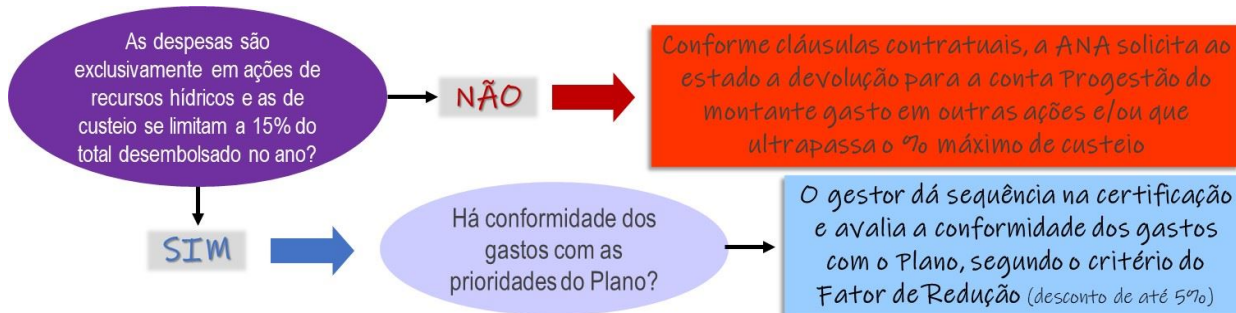 As despesas são
exclusivamente em ações de
recursos hídricos e as de
custeio se limitam a 15% do
total desembolsado no ano?
NÃO
Conforme cláusulas contratuais, a ANA solicita ao
estado a devolução para a conta Progestão do
montante gasto em outras ações e/ou que
ultrapassa o % máximo de custeio
SIM
Há conformidade dos
gastos com as
prioridades do Plano?
O gestor dá sequência na certificação
e avalia a conformidade dos gastos
com o Plano, segundo o critério do
Fator de Redução (desconto de até 5%)